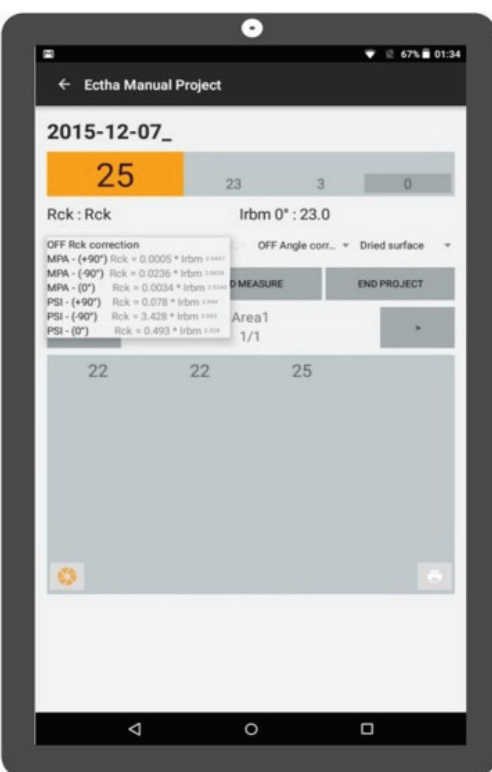 67% 01:34
Ectha Manual Project
2015-12-07_
25 23 3 0
Rck : Rck Irbm 0° : 23.0
OFF Rck correction OFF Angle corr... Dried surface
MPA - (+90°) Rck = 0.0005 * Irbm
MPA - (-90°) Rck = 0.0236 * Irbm
MPA - (0°) Rck = 0.0034 * Irbm
PSI - (+90°) Rck = 0.078 * Irbm
PSI - (-90°) Rck = 3.428 * Irbm
PSI - (0°) Rck = 0.493 * Irbm
D MEASURE END PROJECT
Area1
1/1 >
22 22 25